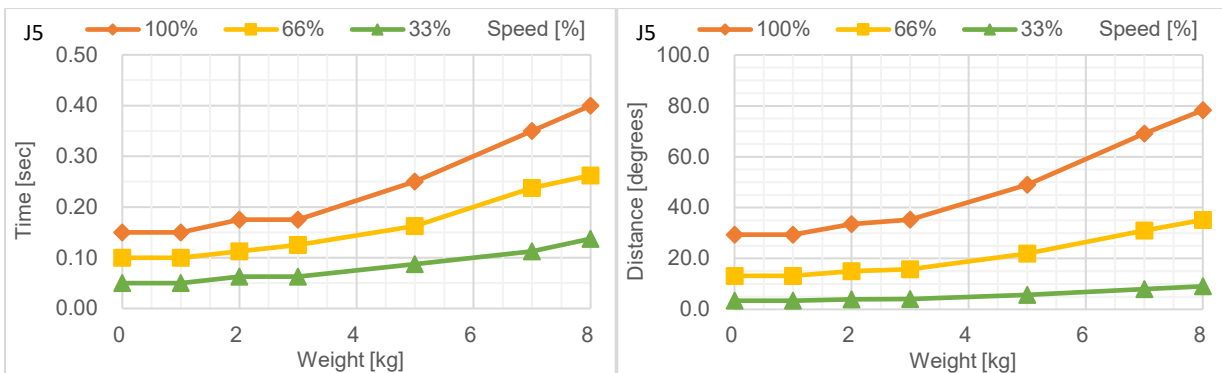 J5 100% 66% 33% Speed [%]
0.50
0.40
0.30
0.20
0.10
0.00
Time [sec]
0 2 4 6 8
Weight [kg]
J5 100% 66% 33% Speed [%]
100.0
80.0
60.0
40.0
20.0
0.0
Distance [degrees]
0 2 4 6 8
Weight [kg]